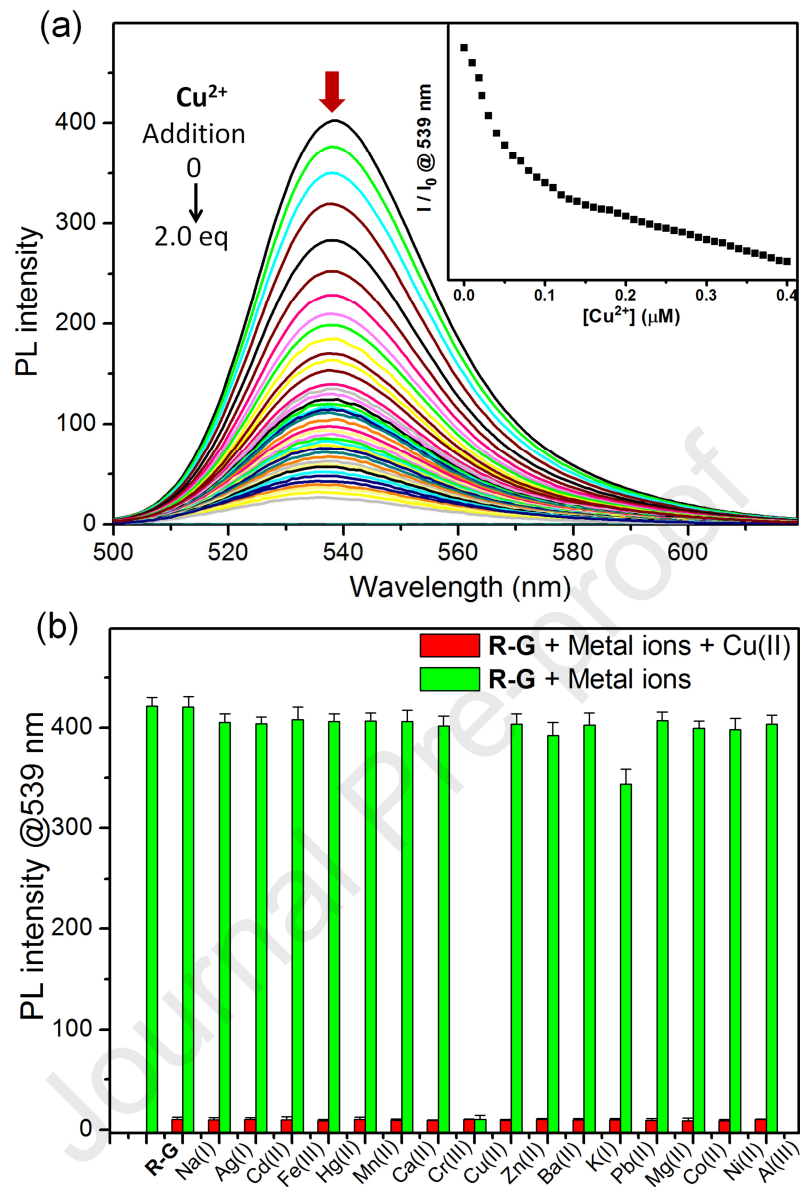 (a)
Cu2+
Addition
0
2.0 eq
PL intensity
400
300
200
100
0
500 520 540 560 580 600
Wavelength (nm)
I / I0 @ 539 nm
0.0 0.1 0.2 0.3 0.4
[Cu2+] (μM)
(b)
R-G + Metal ions + Cu(II)
R-G + Metal ions
PL intensity @539 nm
400
300
200
100
0
R-G Na(I) Ag(I) Cd(II) Fe(III) Hg(II) Mn(II) Ca(II) Cr(III) Cu(II) Zn(II) Ba(II) K(I) Pb(II) Mg(II) Co(II) Ni(II) Al(III)
Journal Pre-proof